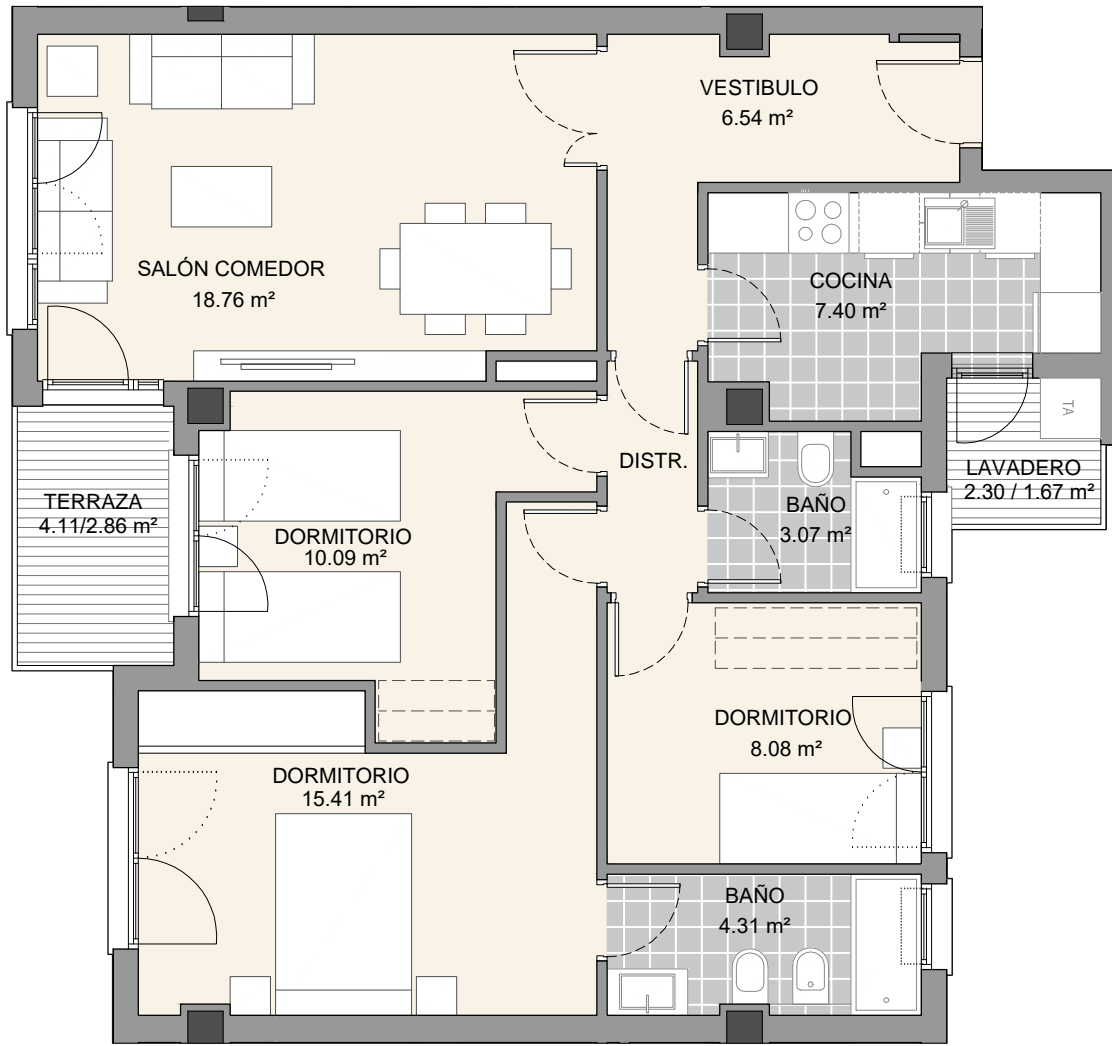 VESTIBULO
6.54 m²
SALÓN COMEDOR
18.76 m²
COCINA
7.40 m²
TA
DISTR.
LAVADERO
2.30 / 1.67 m²
TERRAZA
4.11/2.86 m²
BAÑO
3.07 m²
DORMITORIO
10.09 m²
DORMITORIO
8.08 m²
DORMITORIO
15.41 m²
BAÑO
4.31 m²